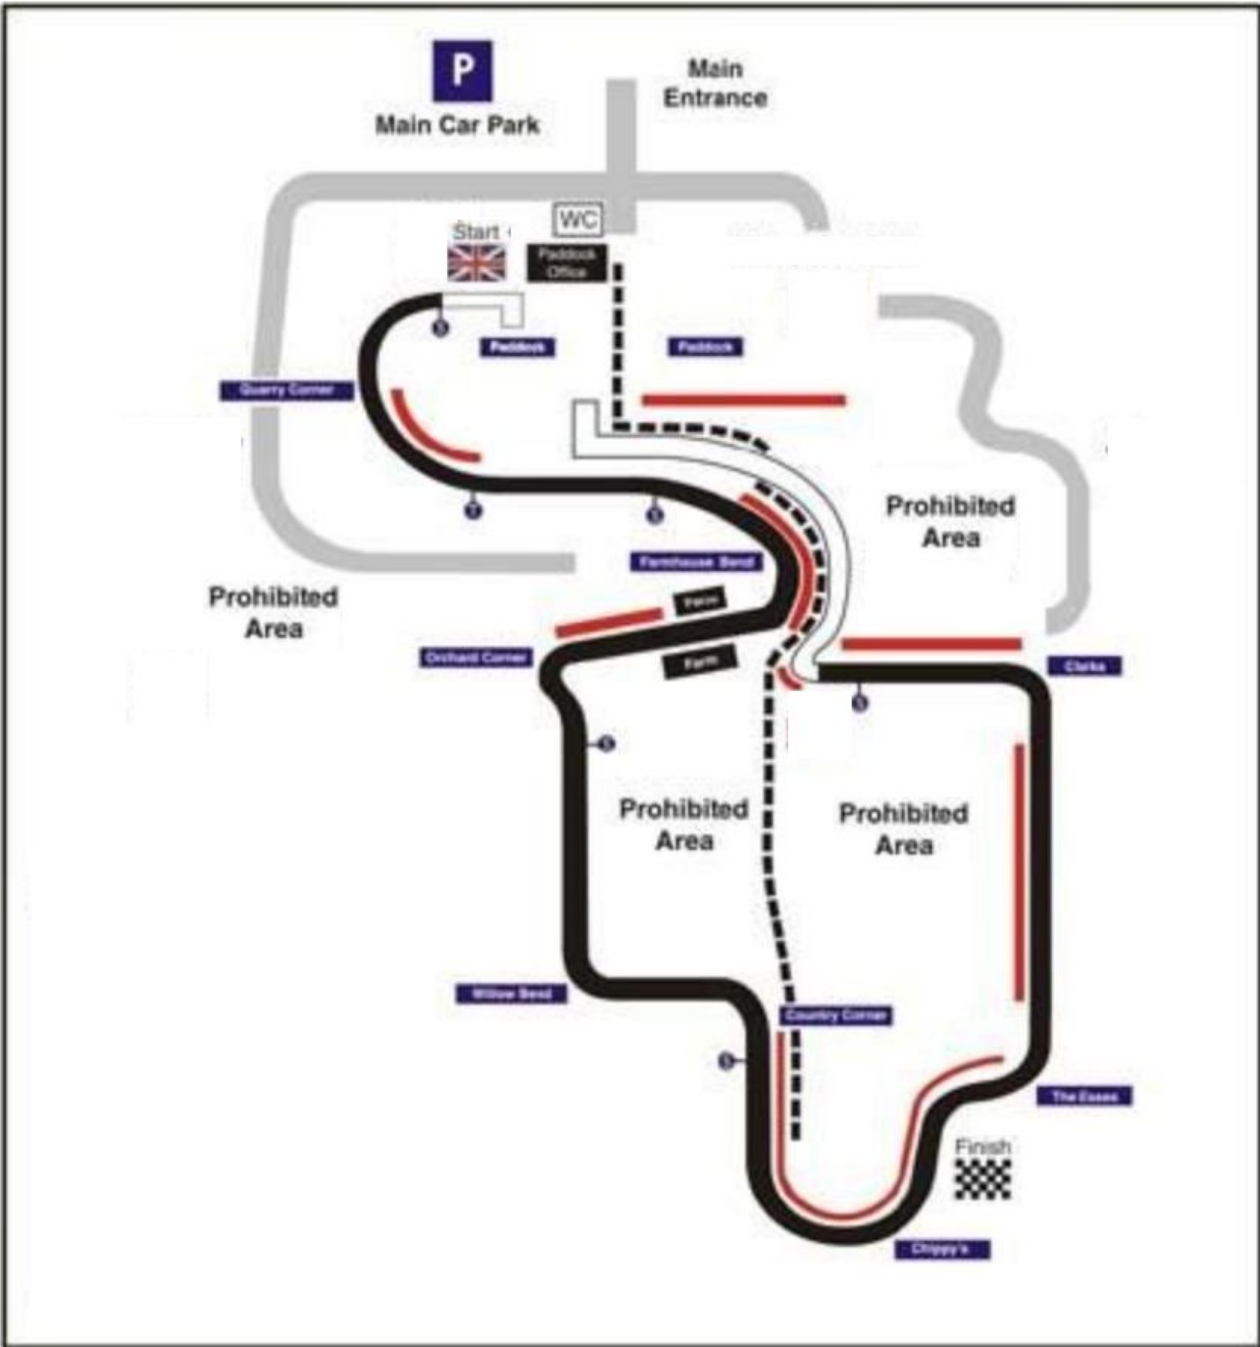 P
Main
Entrance
Main Car Park
WC
Start
Paddock
Office
Paddock
Paddock
Quarry Corner
Prohibited
Area
Farmhouse Bend
Prohibited
Area
Farm
Orchard Corner
Farm
Clarks
Prohibited
Area
Prohibited
Area
Willow Bend
Country Corner
The Esses
Finish
Chippy's